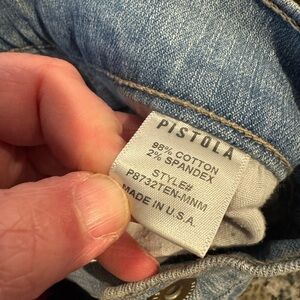 PISTOLA
98% COTTON
2% SPANDEX
STYLE#
P8732TEN-MNM
MADE IN U.S.A.